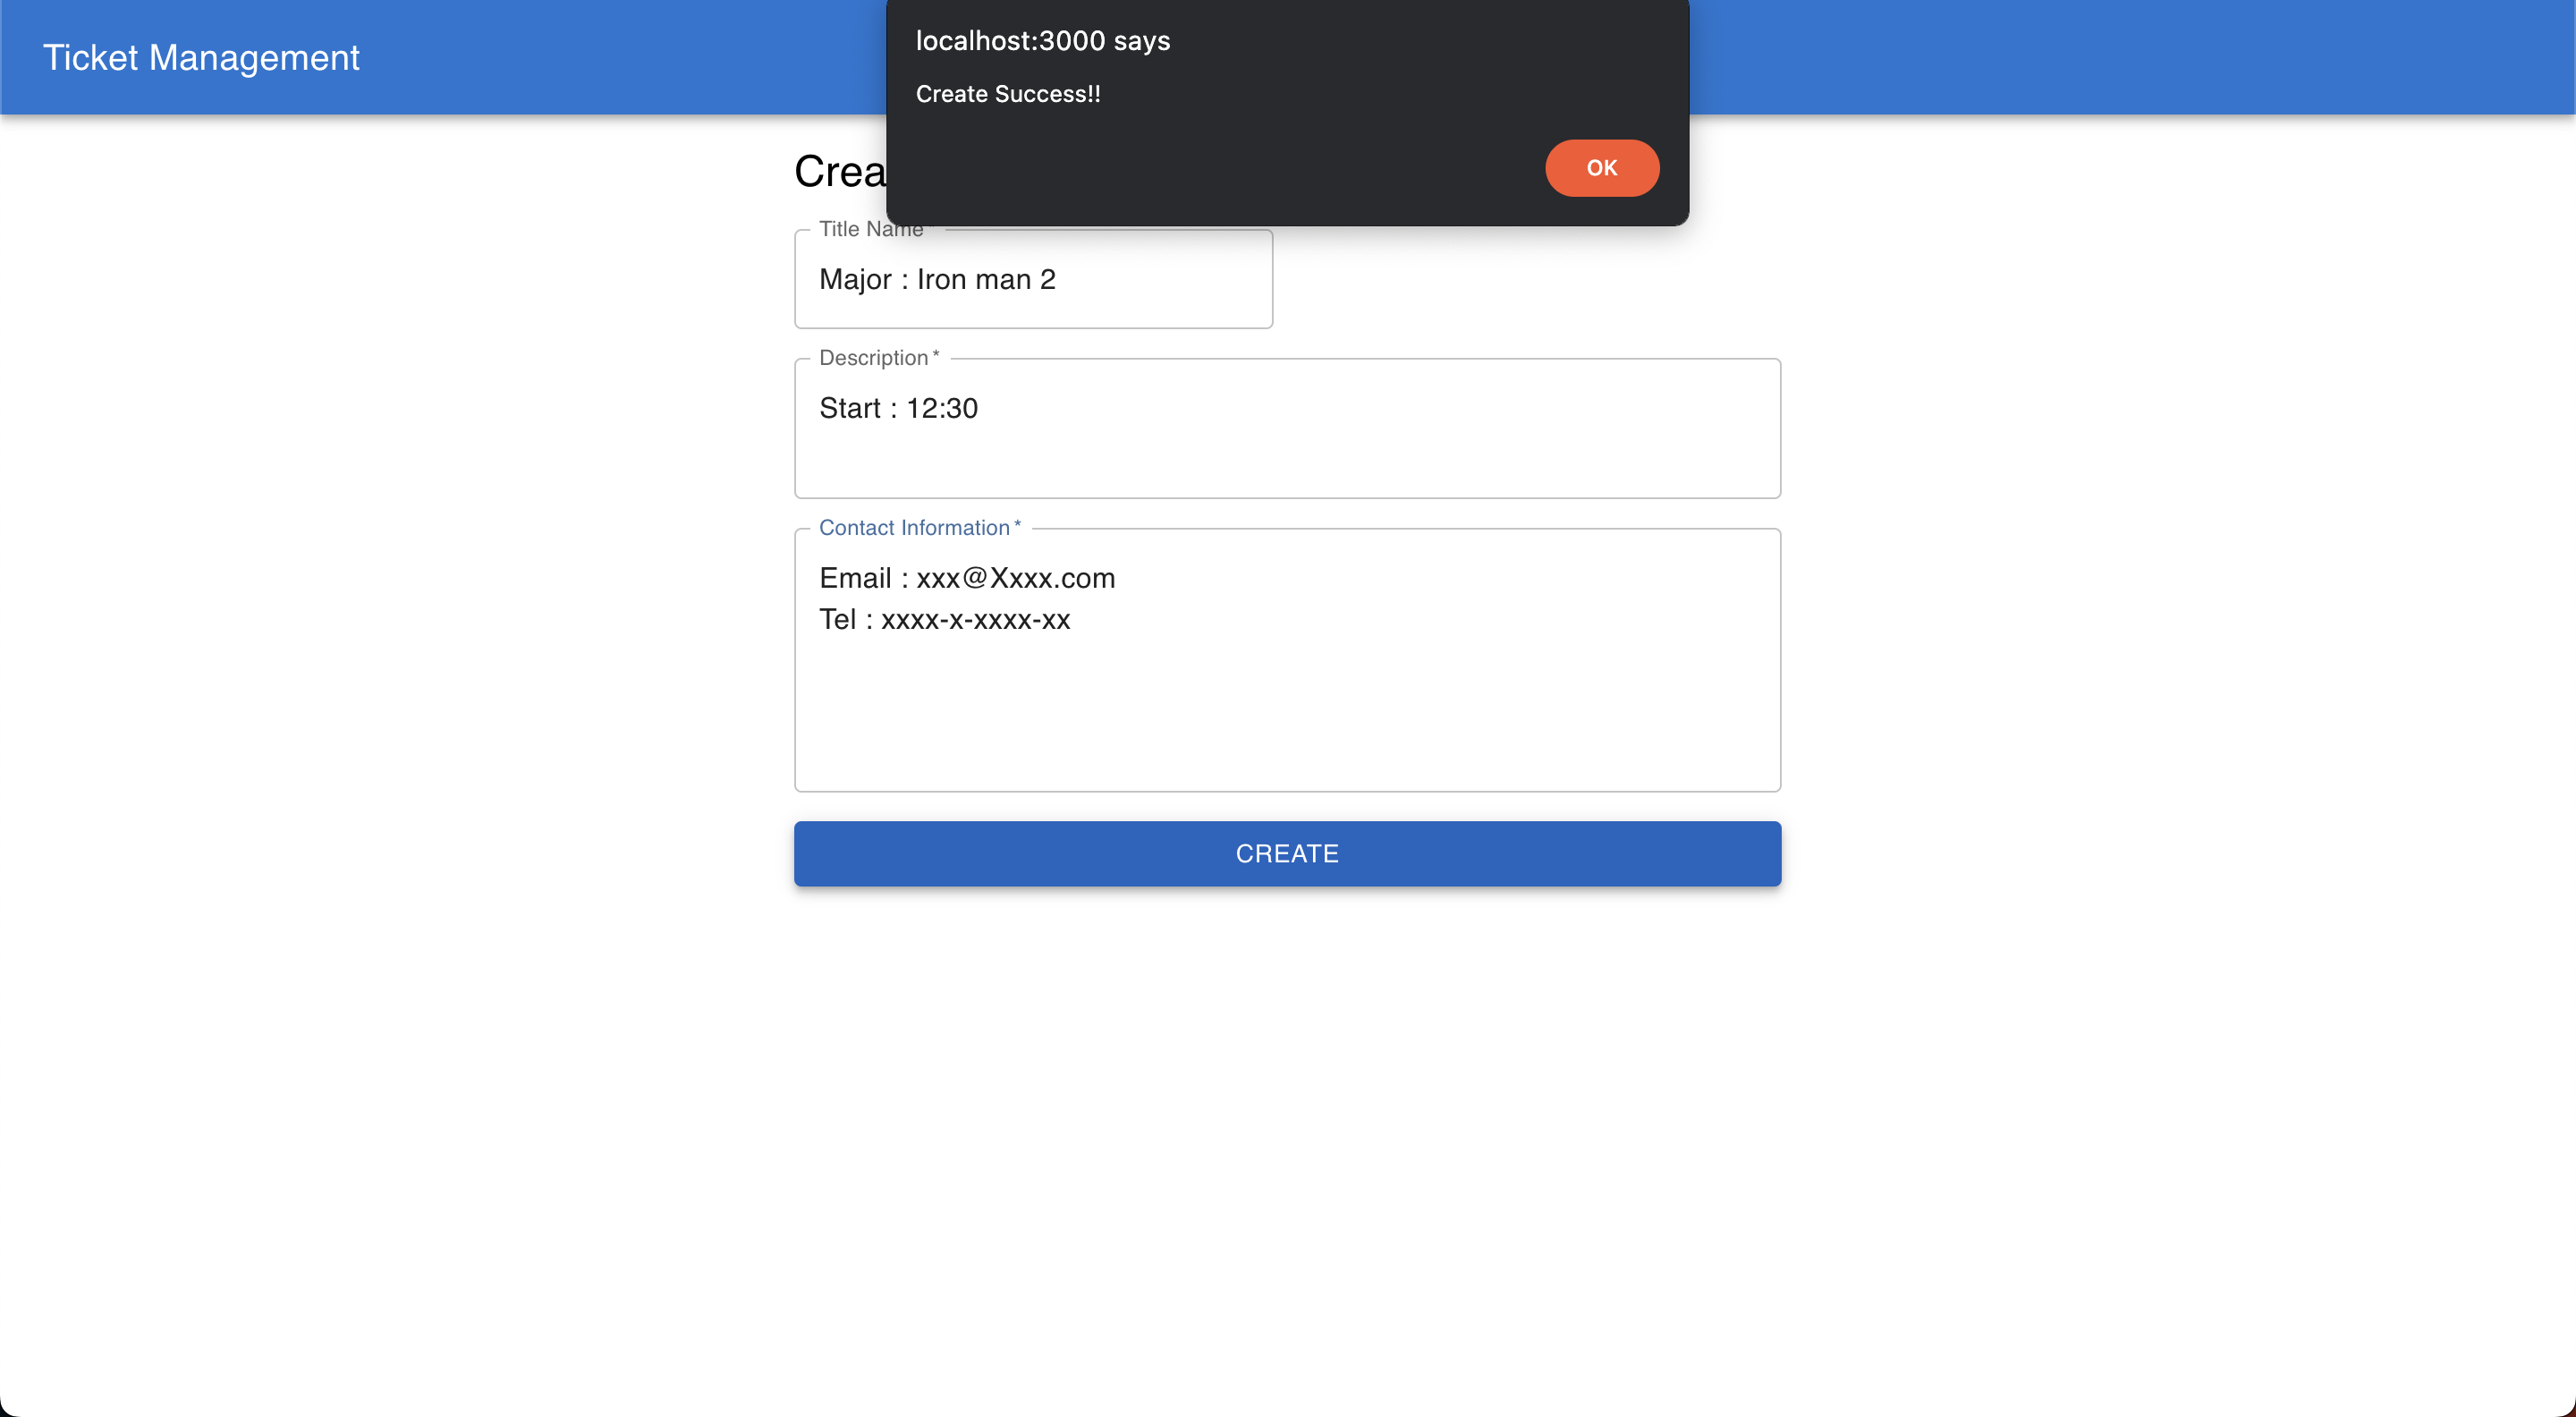 Ticket Management
localhost:3000 says
Create Success!!
OK
Title Name
Major : Iron man 2
Description *
Start : 12:30
Contact Information *
Email : xxx@Xxxx.com
Tel : xxxx-x-xxxx-xx
CREATE